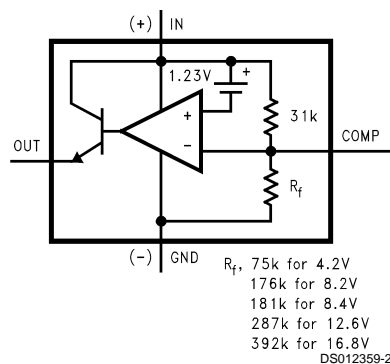 (+) IN
1.23V
+
31k
COMP
+
−
OUT
Rf
(−) GND
Rf, 75k for 4.2V
176k for 8.2V
181k for 8.4V
287k for 12.6V
392k for 16.8V
DS012359-2